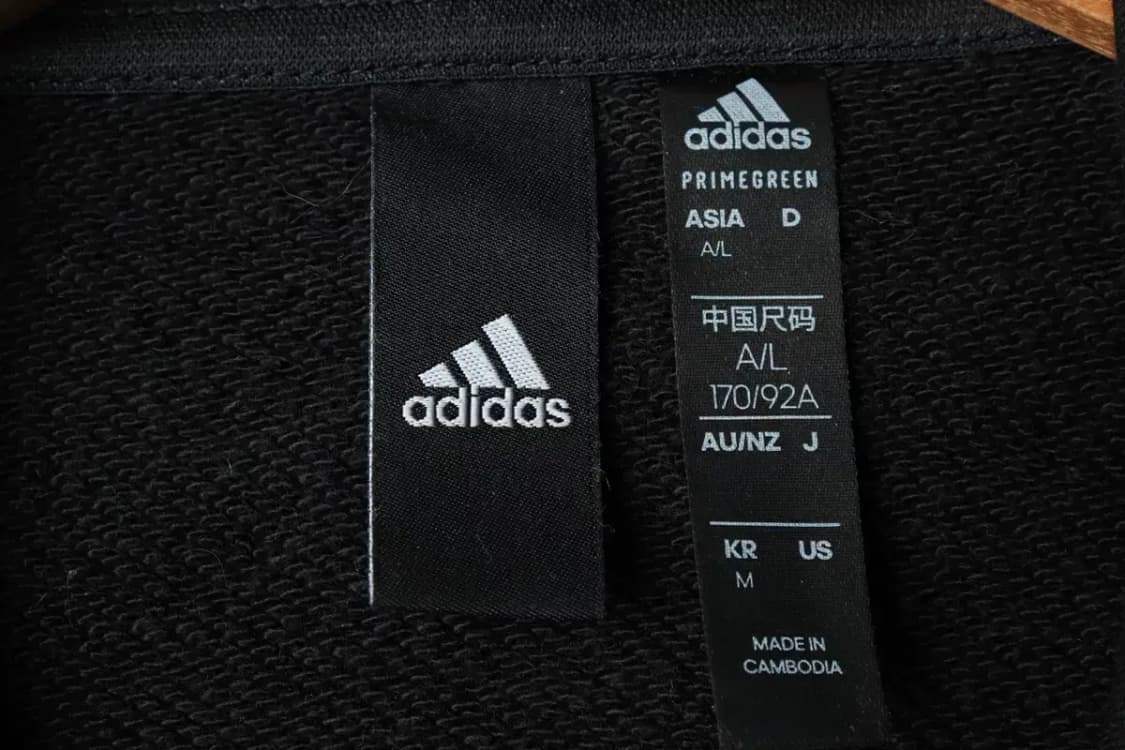 adidas
adidas
PRIMEGREEN
ASIA D
A/L
中国尺码
A/L
170/92A
AU/NZ J
KR US
M
MADE IN
CAMBODIA